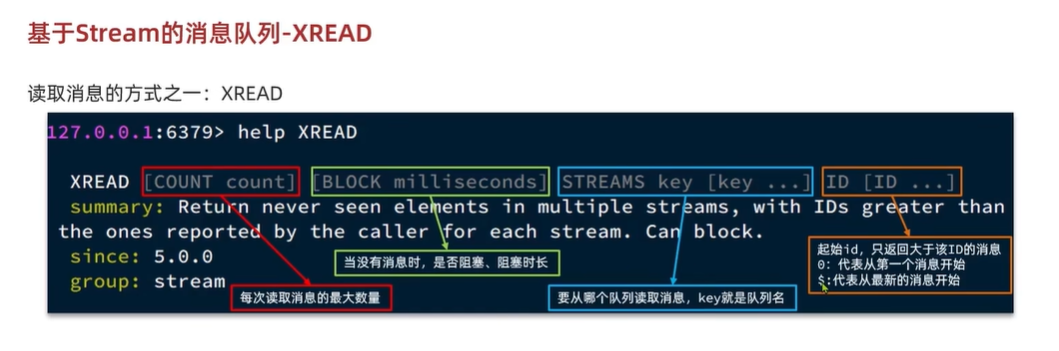 基于Stream的消息队列-XREAD
读取消息的方式之一：XREAD
127.0.0.1:6379> help XREAD
XREAD [COUNT count] [BLOCK milliseconds] STREAMS key [key ...] ID [ID ...]
summary: Return never seen elements in multiple streams, with IDs greater than
the ones reported by the caller for each stream. Can block.
since: 5.0.0
group: stream
每次读取消息的最大数量
当没有消息时，是否阻塞、阻塞时长
要从哪个队列读取消息，key就是队列名
起始id，只返回大于该ID的消息
0：代表从第一个消息开始
$:代表从最新的消息开始